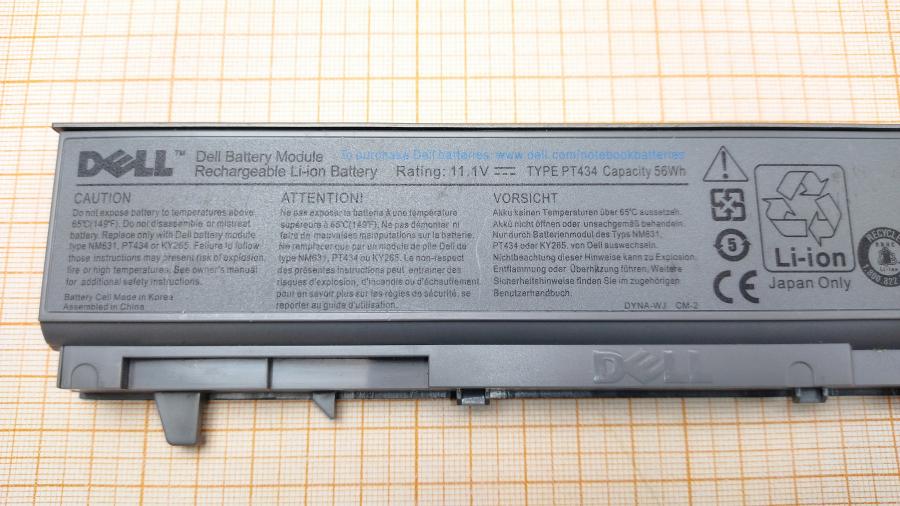 DELL™
Dell Battery Module
To purchase Dell batteries: www.dell.com/notebookbatteries
Rechargeable Li-ion Battery Rating: 11.1V TYPE PT434 Capacity 56Wh
CAUTION
Do not expose battery to temperatures above
65°C(149°F). Do not disassemble or mistreat
battery. Replace only with Dell battery module
type NM631, PT434 or KY265. Failure to follow
those instructions may present risk of explosion,
fire or high temperatures. See owner's manual
for additional safety instructions.
Battery Cell Made in Korea
Assembled in China
ATTENTION!
Ne pas exposer la batterie à une température
supérieure à 65°C(149°F). Ne pas démonter ni
faire de mauvaises manipulations sur la batterie.
Ne remplacer que par un module de pile Dell de
type NM631, PT434 ou KY265. Le non-respect
des présentes instructions peut entraîner des
risques d'explosion, d'incendie ou d'échauffement
pour en savoir plus sur les règles de sécurité, se
reporter au guide d'utilisation.
VORSICHT
Akku keinen Temperaturen über 65°C aussetzen.
Akku nicht öffnen oder unsachgemäß behandeln.
Nur durch Batterienmodul des Typs NM631,
PT434 oder KY265, von Dell auswechseln.
Nichtbeachtung dieser Hinweise kann zu Explosion,
Entflammung oder Überhitzung führen. Weitere
Sicherheitshinweise finden Sie im zugehörigen
Benutzerhandbuch.
DYNA-WJ CM-2
5
CE
Li-ion
Japan Only
RECYCLE
RBRC
LI-ION
1.800.822
DELL